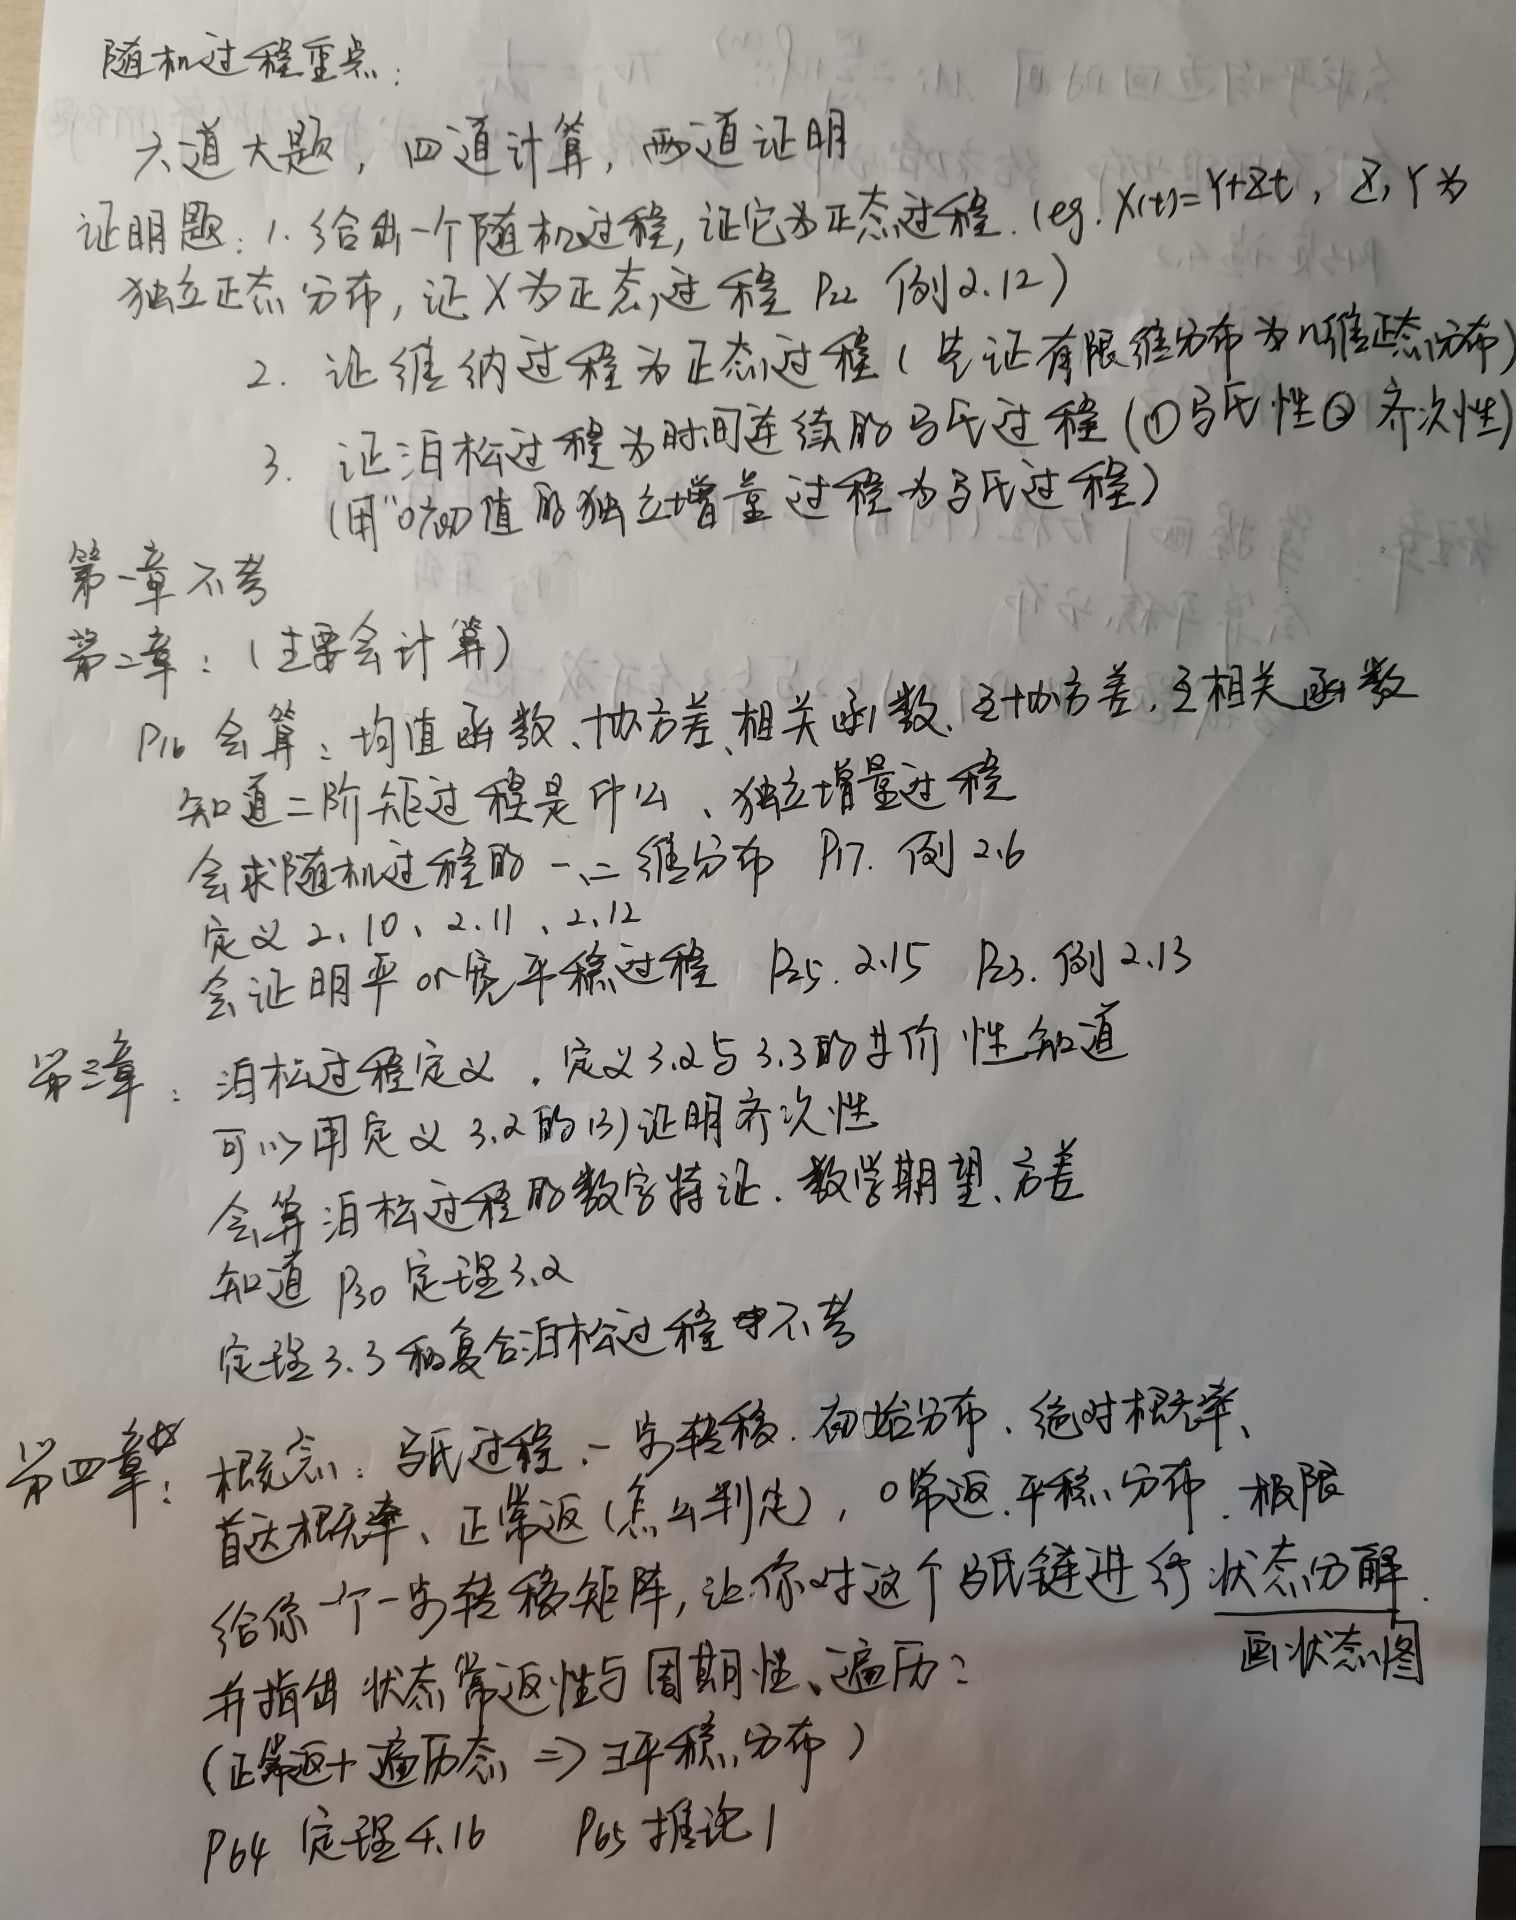 随机过程重点：
六道大题，四道计算，两道证明
证明题：1. 给出一个随机过程，证它为正态过程.（eg. X(t)=Y+Zt，Z，Y为
独立正态分布，证X为正态过程 P22 例2.12）
2. 证维纳过程为正态过程（先证有限维分布为n维正态分布）
3. 证泊松过程为时间连续的马氏过程（①马氏性②齐次性）
（用"0初值的独立增量过程为马氏过程）
第一章不考
第二章：（主要会计算）
P16 会算：均值函数、协方差、相关函数、互协方差，互相关函数
知道二阶矩过程是什么、独立增量过程
会求随机过程的一、二维分布 P17. 例2.6
定义2.10、2.11、2.12
会证明平or宽平稳过程 P25. 2.15 P23. 例2.13
第三章：泊松过程定义，定义3.2与3.3的等价性知道
可以用定义3.2的(3)证明齐次性
会算泊松过程的数字特征. 数学期望、方差
知道 P30 定理3.2
定理3.3和复合泊松过程不考
第四章：概念：马氏过程、一步转移. 初始分布、绝对概率、
首达概率、正常返（怎么判定），0常返. 平稳分布. 极限
给你一个一步转移矩阵，让你对这个马氏链进行状态分解.
画状态图
并指出状态常返性与周期性、遍历？
（正常返+遍历态 => ∃平稳分布）
P64 定理4.16 P65 推论1